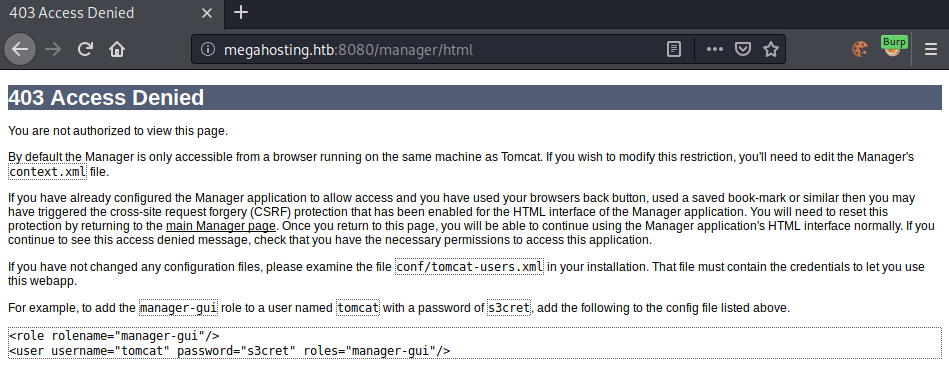 403 Access Denied
megahosting.htb:8080/manager/html
Burp
403 Access Denied
You are not authorized to view this page.
By default the Manager is only accessible from a browser running on the same machine as Tomcat. If you wish to modify this restriction, you'll need to edit the Manager's
context.xml file.
If you have already configured the Manager application to allow access and you have used your browsers back button, used a saved book-mark or similar then you may
have triggered the cross-site request forgery (CSRF) protection that has been enabled for the HTML interface of the Manager application. You will need to reset this
protection by returning to the main Manager page. Once you return to this page, you will be able to continue using the Manager application's HTML interface normally. If you
continue to see this access denied message, check that you have the necessary permissions to access this application.
If you have not changed any configuration files, please examine the file conf/tomcat-users.xml in your installation. That file must contain the credentials to let you use
this webapp.
For example, to add the manager-gui role to a user named tomcat with a password of s3cret, add the following to the config file listed above.
<role rolename="manager-gui"/>
<user username="tomcat" password="s3cret" roles="manager-gui"/>